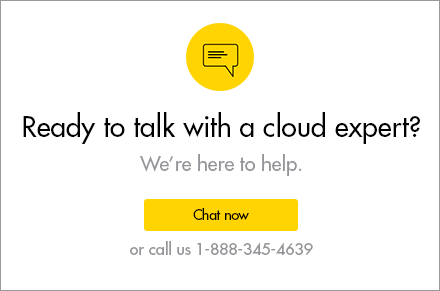 Ready to talk with a cloud expert?
We're here to help.
Chat now
or call us 1-888-345-4639